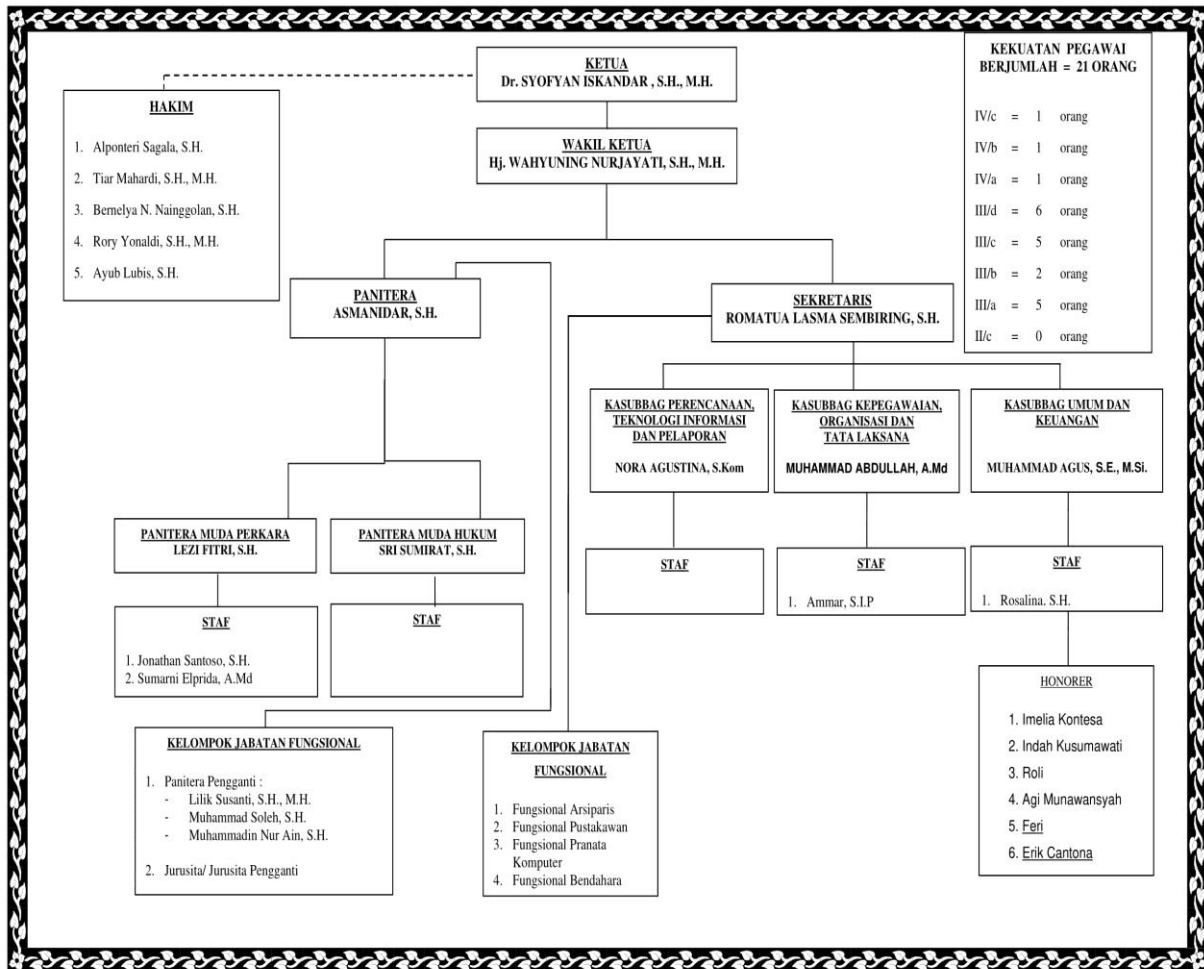 KETUA
Dr. SYOFYAN ISKANDAR , S.H., M.H.
KEKUATAN PEGAWAI
BERJUMLAH = 21 ORANG
IV/c = 1 orang
IV/b = 1 orang
IV/a = 1 orang
III/d = 6 orang
III/c = 5 orang
III/b = 2 orang
III/a = 5 orang
II/c = 0 orang
HAKIM
1. Alponteri Sagala, S.H.
2. Tiar Mahardi, S.H., M.H.
3. Bernelya N. Nainggolan, S.H.
4. Rory Yonaldi, S.H., M.H.
5. Ayub Lubis, S.H.
WAKIL KETUA
Hj. WAHYUNING NURJAYATI, S.H., M.H.
PANITERA
ASMANIDAR, S.H.
SEKRETARIS
ROMATUA LASMA SEMBIRING, S.H.
KASUBBAG PERENCANAAN,
TEKNOLOGI INFORMASI
DAN PELAPORAN
NORA AGUSTINA, S.Kom
KASUBBAG KEPEGAWAIAN,
ORGANISASI DAN
TATA LAKSANA
MUHAMMAD ABDULLAH, A.Md
KASUBBAG UMUM DAN
KEUANGAN
MUHAMMAD AGUS, S.E., M.Si.
PANITERA MUDA PERKARA
LEZI FITRI, S.H.
PANITERA MUDA HUKUM
SRI SUMIRAT, S.H.
STAF
STAF
1. Ammar, S.I.P
STAF
1. Rosalina. S.H.
STAF
1. Jonathan Santoso, S.H.
2. Sumarni Elprida, A.Md
STAF
HONORER
1. Imelia Kontesa
2. Indah Kusumawati
3. Roli
4. Agi Munawansyah
5. Feri
6. Erik Cantona
KELOMPOK JABATAN FUNGSIONAL
1. Panitera Pengganti :
- Lilik Susanti, S.H., M.H.
- Muhammad Soleh, S.H.
- Muhammadin Nur Ain, S.H.
2. Jurusita/ Jurusita Pengganti
KELOMPOK JABATAN
FUNGSIONAL
1. Fungsional Arsiparis
2. Fungsional Pustakawan
3. Fungsional Pranata
Komputer
4. Fungsional Bendahara